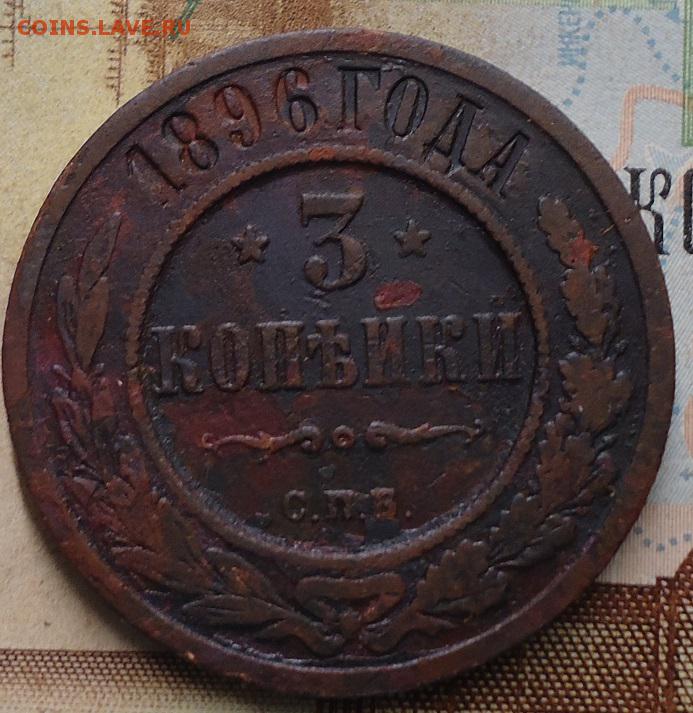 COINS.LAVE.RU
1896 ГОДА
3
КОПѢЙКИ
С.П.Б.